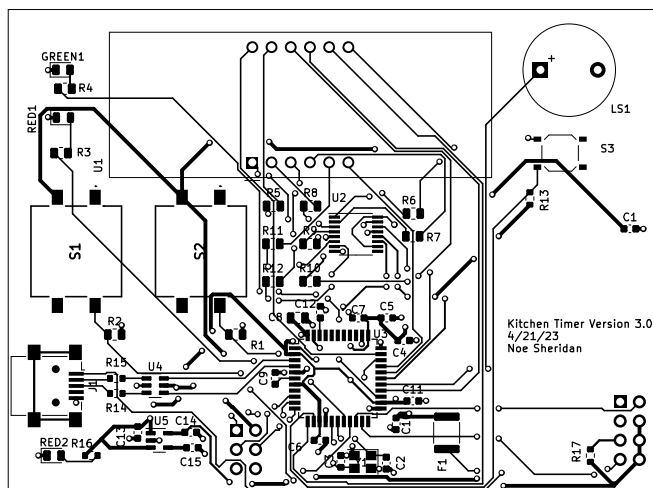 GREEN1
R4
RED1
R3
U1
+
LS1
S3
R13
C1
S1
S2
R5
R8
U2
R6
R11
R9
R7
R12
R10
C12
C8
C7
C5
U3
C4
R2
R1
Kitchen Timer Version 3.0
4/21/23
Noe Sheridan
R15
U4
J1
R14
C9
C11
U5
C13
C14
C15
RED2
R16
C6
C2
F1
R17